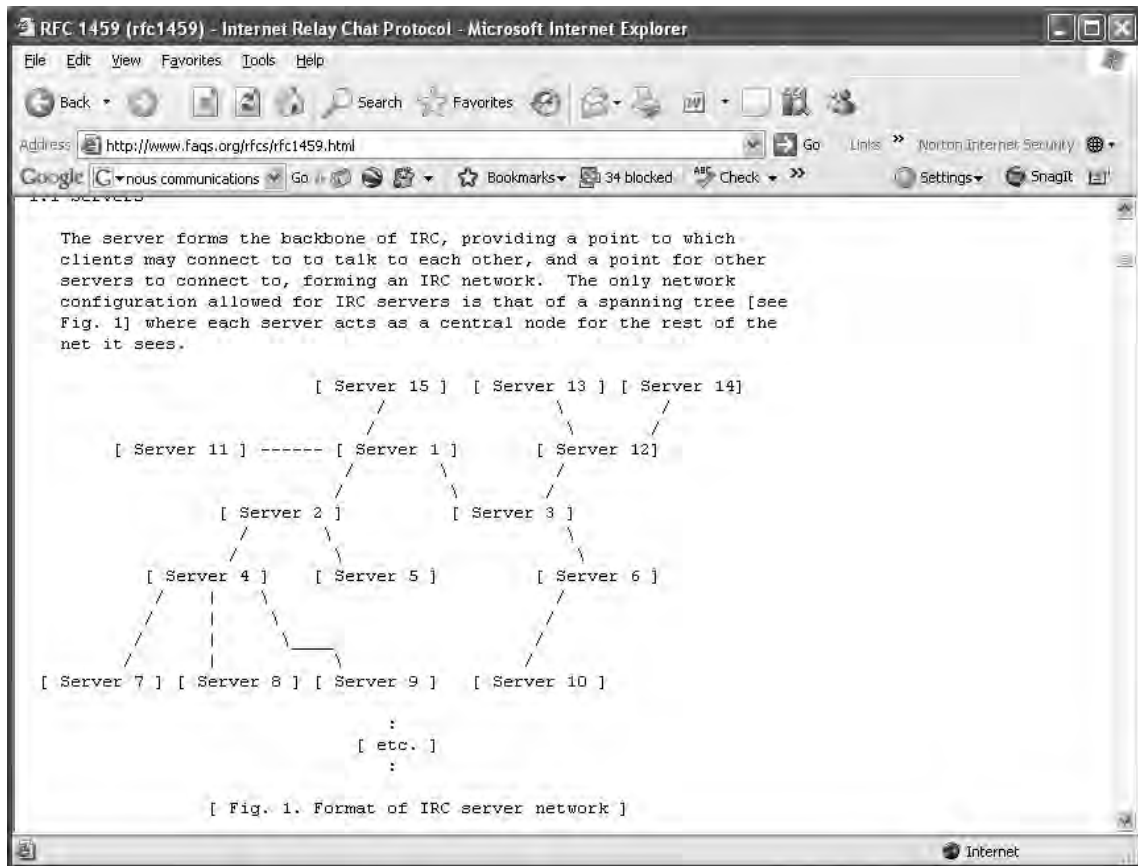 RFC 1459 (rfc1459) - Internet Relay Chat Protocol - Microsoft Internet Explorer
File Edit View Favorites Tools Help
Back Search Favorites
Address http://www.faqs.org/rfcs/rfc1459.html Go Links » Norton Internet Security
Google G nous communications Go Bookmarks 34 blocked ABC Check » Settings SnagIt
1.1 Servers
The server forms the backbone of IRC, providing a point to which
clients may connect to to talk to each other, and a point for other
servers to connect to, forming an IRC network. The only network
configuration allowed for IRC servers is that of a spanning tree [see
Fig. 1] where each server acts as a central node for the rest of the
net it sees.
[ Server 15 ] [ Server 13 ] [ Server 14]
[ Server 11 ] ------ [ Server 1 ] [ Server 12]
[ Server 2 ] [ Server 3 ]
[ Server 4 ] [ Server 5 ] [ Server 6 ]
[ Server 7 ] [ Server 8 ] [ Server 9 ] [ Server 10 ]
:
[ etc. ]
:
[ Fig. 1. Format of IRC server network ]
Internet